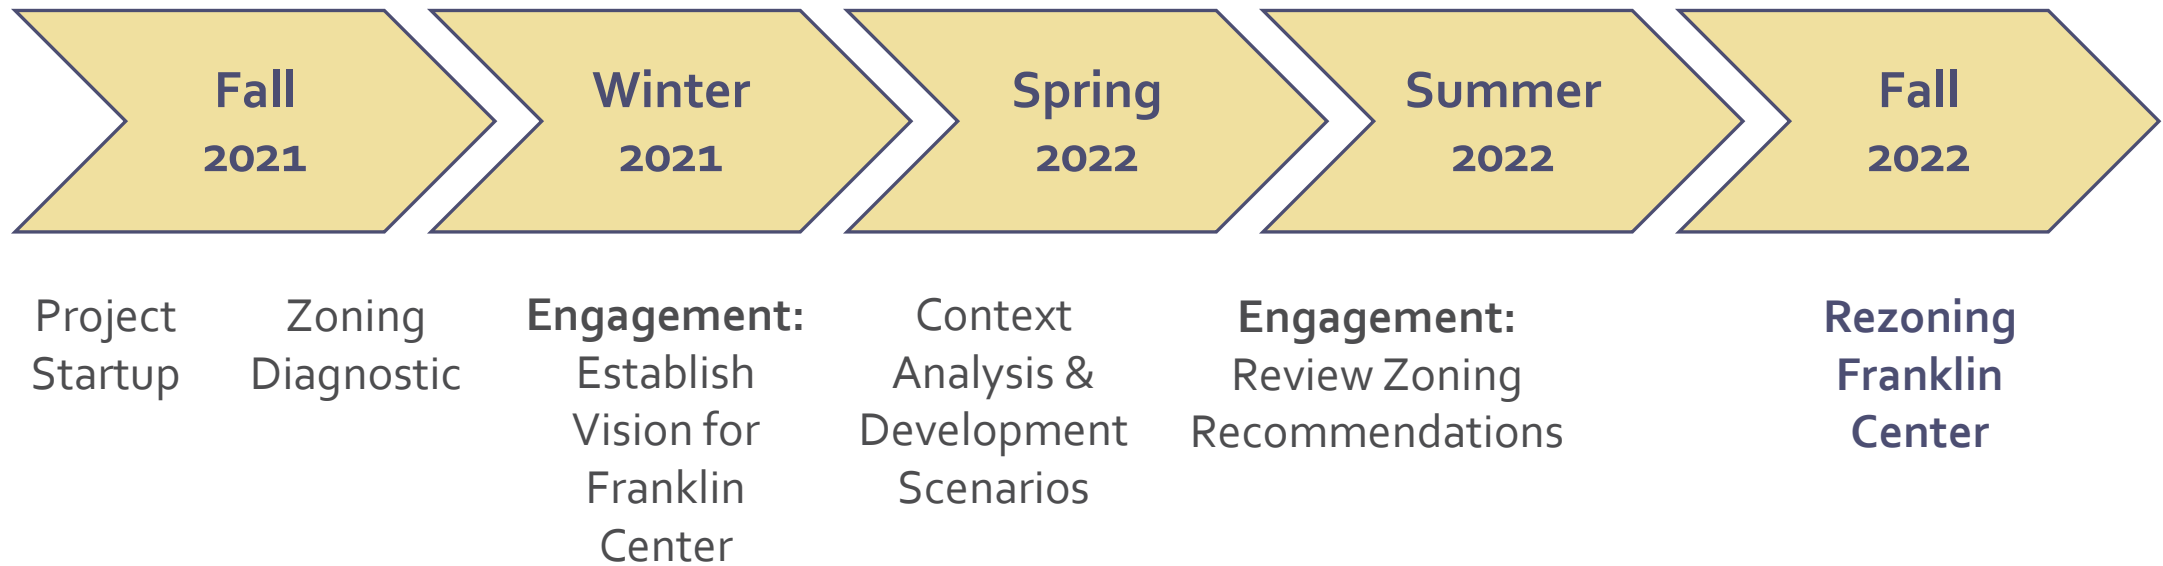 Fall
2021
Winter
2021
Spring
2022
Summer
2022
Fall
2022
Project
Startup
Zoning
Diagnostic
Engagement:
Establish
Vision for
Franklin
Center
Context
Analysis &
Development
Scenarios
Engagement:
Review Zoning
Recommendations
Rezoning
Franklin
Center